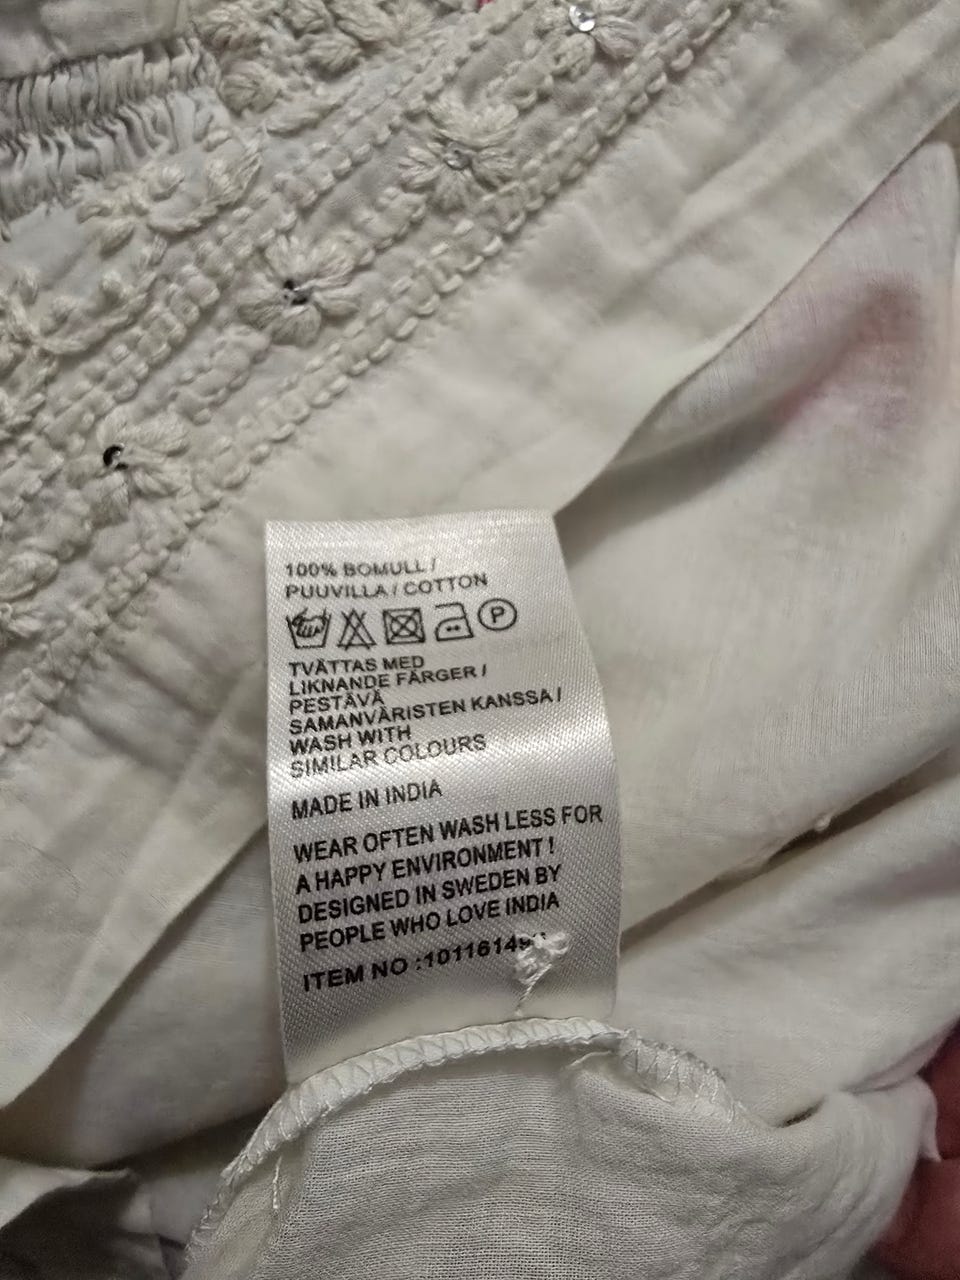 100% BOMULL /
PUUVILLA / COTTON
P
TVÄTTAS MED
LIKNANDE FÄRGER /
PESTÄVÄ
SAMANVÄRISTEN KANSSA /
WASH WITH
SIMILAR COLOURS
MADE IN INDIA
WEAR OFTEN WASH LESS FOR
A HAPPY ENVIRONMENT !
DESIGNED IN SWEDEN BY
PEOPLE WHO LOVE INDIA
ITEM NO :